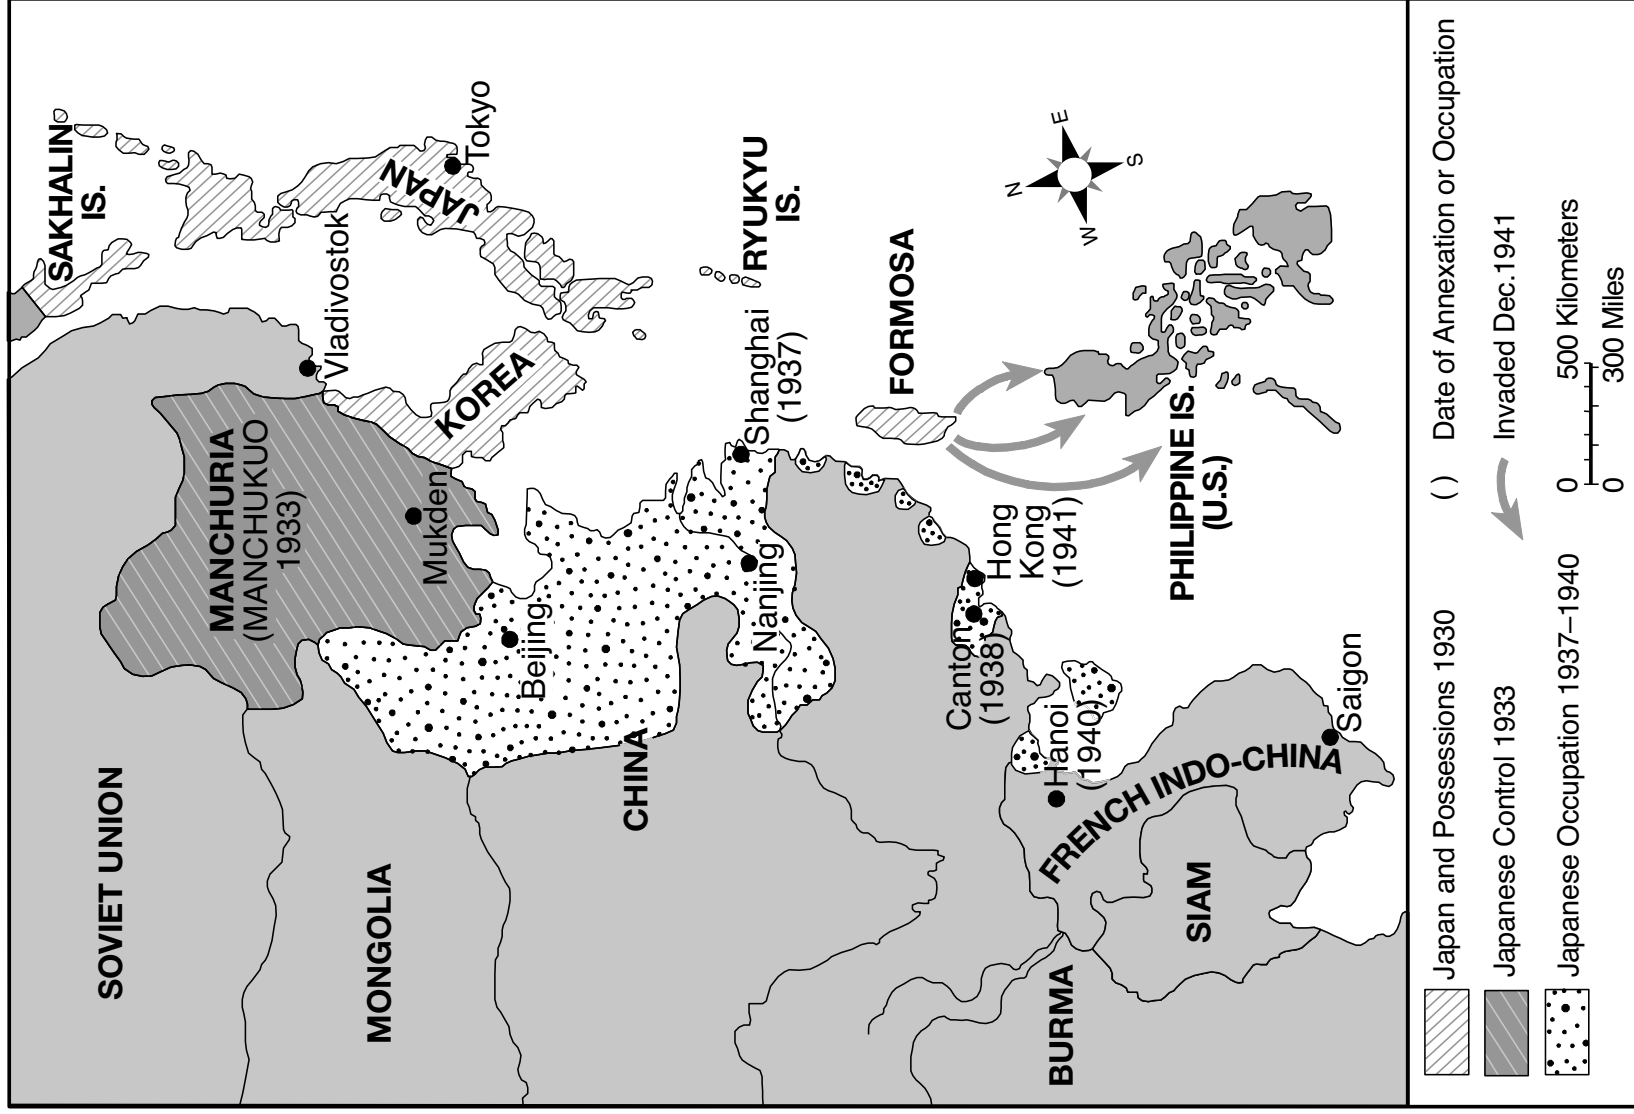 SOVIET UNION
SAKHALIN
IS.
MONGOLIA
MANCHURIA
(MANCHUKUO
1933)
Mukden
Vladivostok
JAPAN
Tokyo
KOREA
Beijing
CHINA
Nanjing
Shanghai
(1937)
RYUKYU
IS.
FORMOSA
Canton
(1938)
Hong
Kong
(1941)
Hanoi
(1940)
BURMA
SIAM
FRENCH INDO-CHINA
Saigon
PHILIPPINE IS.
(U.S.)
N
E
S
W
Japan and Possessions 1930
Japanese Control 1933
Japanese Occupation 1937–1940
( ) Date of Annexation or Occupation
Invaded Dec.1941
0 500 Kilometers
0 300 Miles